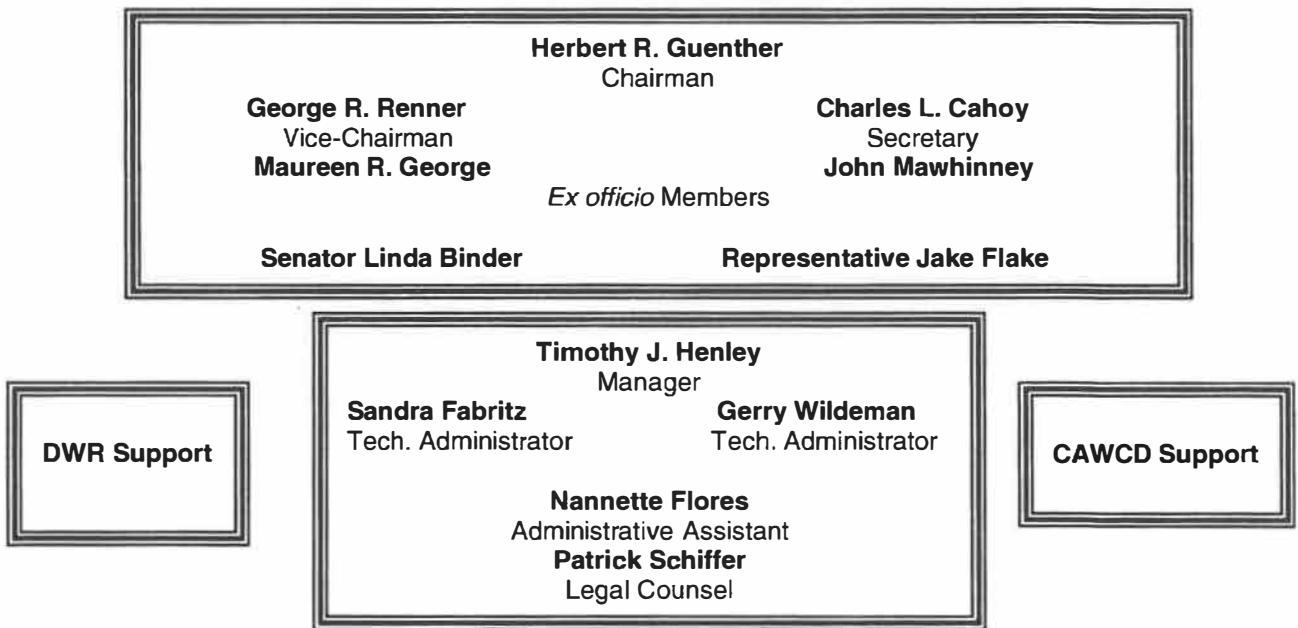 Herbert R. Guenther
Chairman
George R. Renner Charles L. Cahoy
Vice-Chairman Secretary
Maureen R. George John Mawhinney
Ex officio Members
Senator Linda Binder Representative Jake Flake
Timothy J. Henley
Manager
Sandra Fabritz Gerry Wildeman
Tech. Administrator Tech. Administrator
DWR Support
CAWCD Support
Nannette Flores
Administrative Assistant
Patrick Schiffer
Legal Counsel